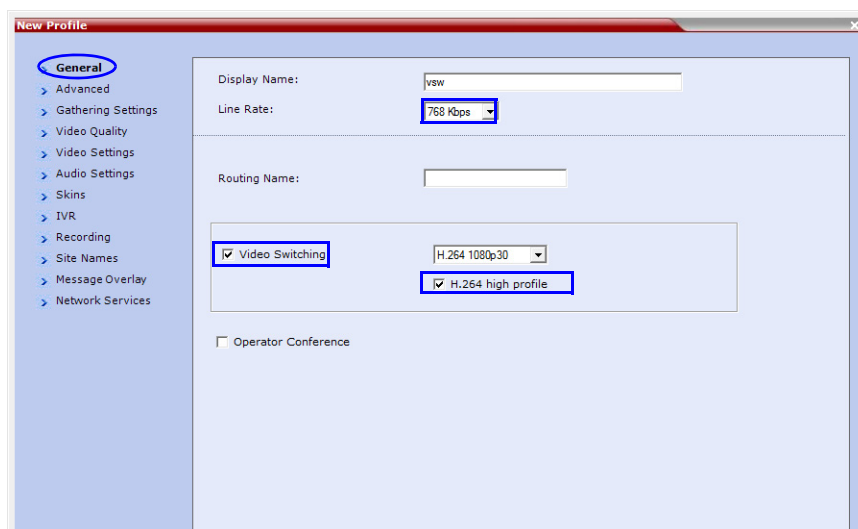 New Profile
General
Advanced
Gathering Settings
Video Quality
Video Settings
Audio Settings
Skins
IVR
Recording
Site Names
Message Overlay
Network Services
Display Name: vsw
Line Rate: 768 Kbps
Routing Name:
Video Switching H.264 1080p30
H.264 high profile
Operator Conference